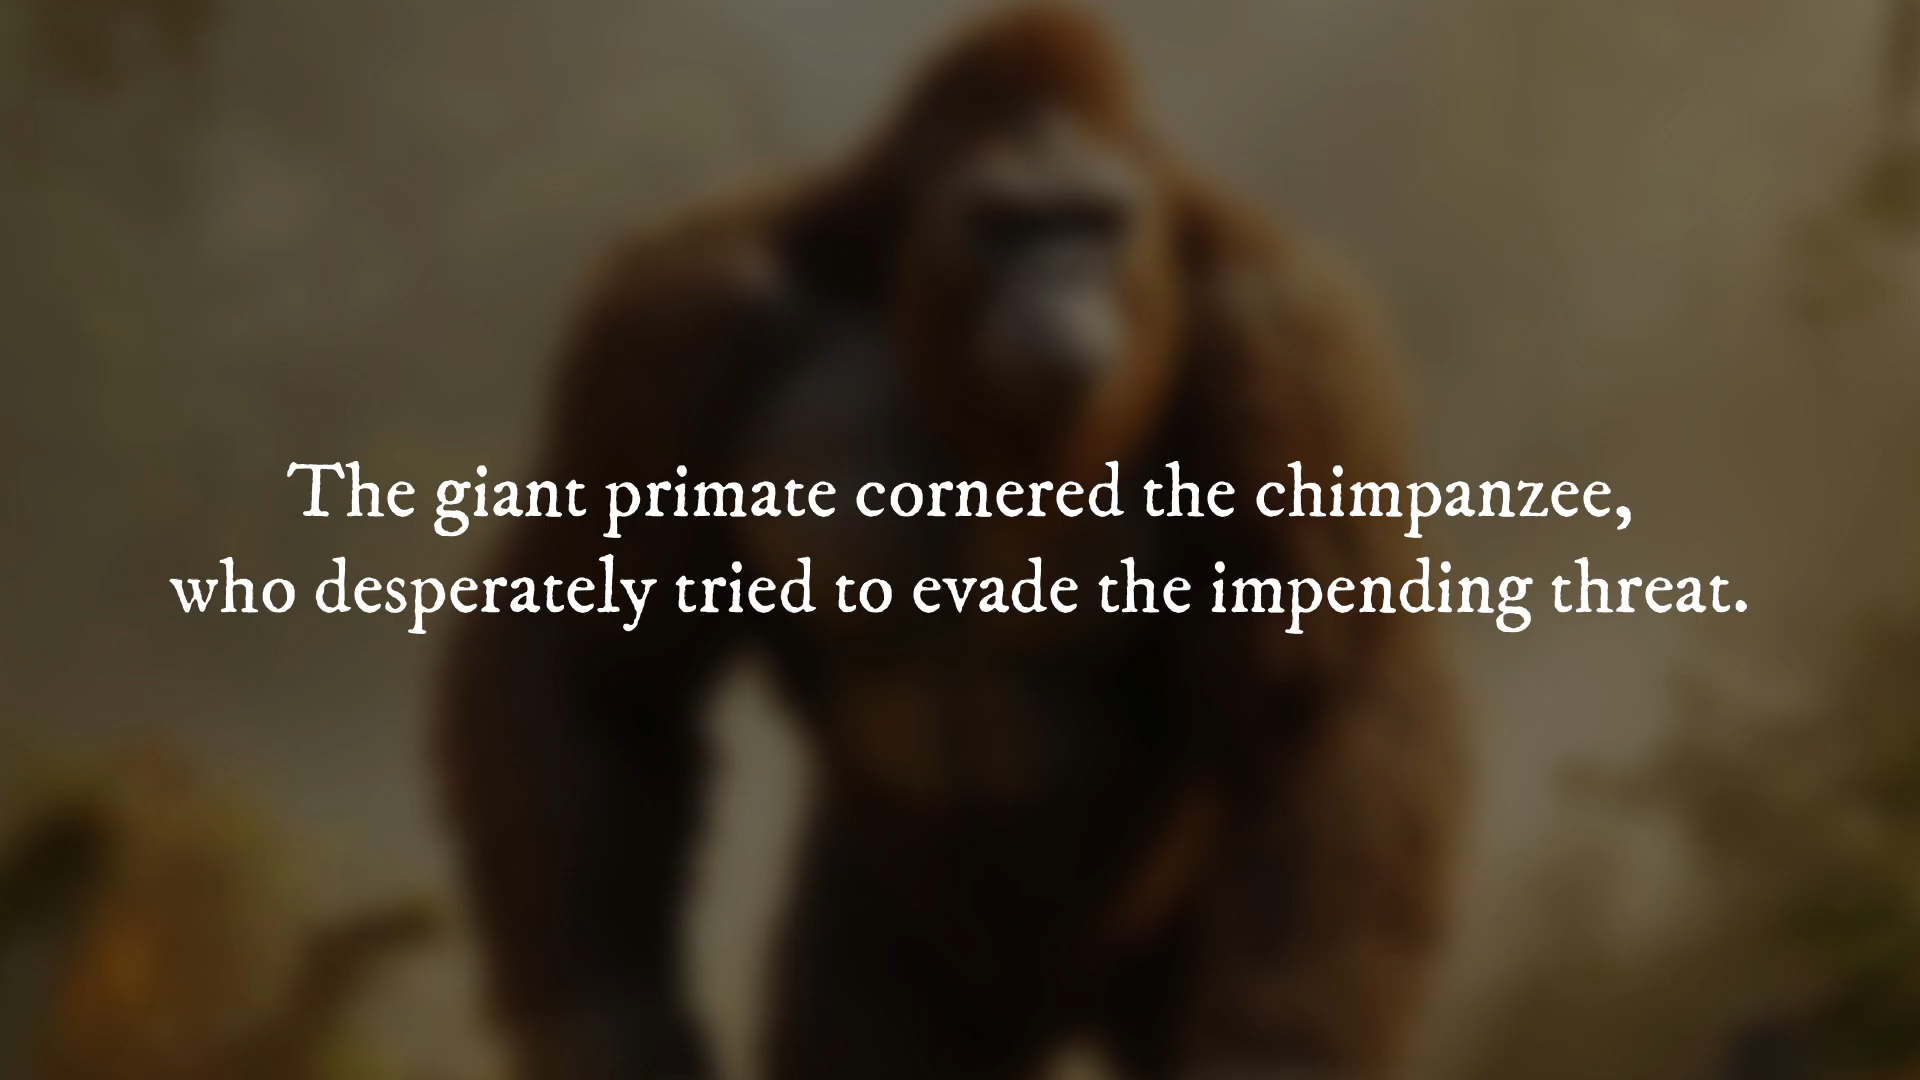 The giant primate cornered the chimpanzee,
who desperately tried to evade the impending threat.